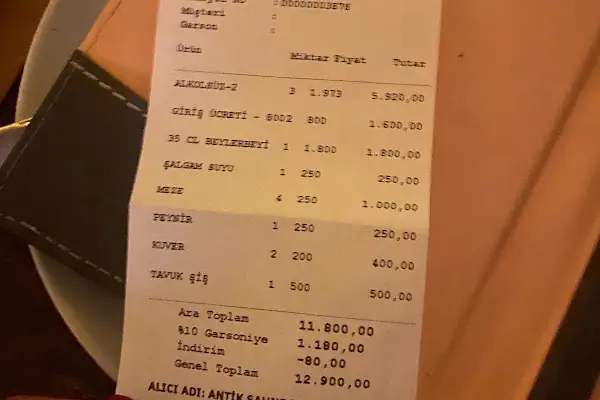 Müşteri :
Garson :
Ürün Miktar Fiyat Tutar
ALKOLSÜZ-2 3 1.973 5.920,00
GİRİŞ ÜCRETİ - 8002 800 1.600,00
35 CL BEYLERBEYİ 1 1.800 1.800,00
ŞALGAM SUYU 1 250 250,00
MEZE 4 250 1.000,00
PEYNİR 1 250 250,00
KUVER 2 200 400,00
TAVUK ŞİŞ 1 500 500,00
Ara Toplam 11.800,00
%10 Garsoniye 1.180,00
İndirim -80,00
Genel Toplam 12.900,00
ALICI ADI: ANTİK